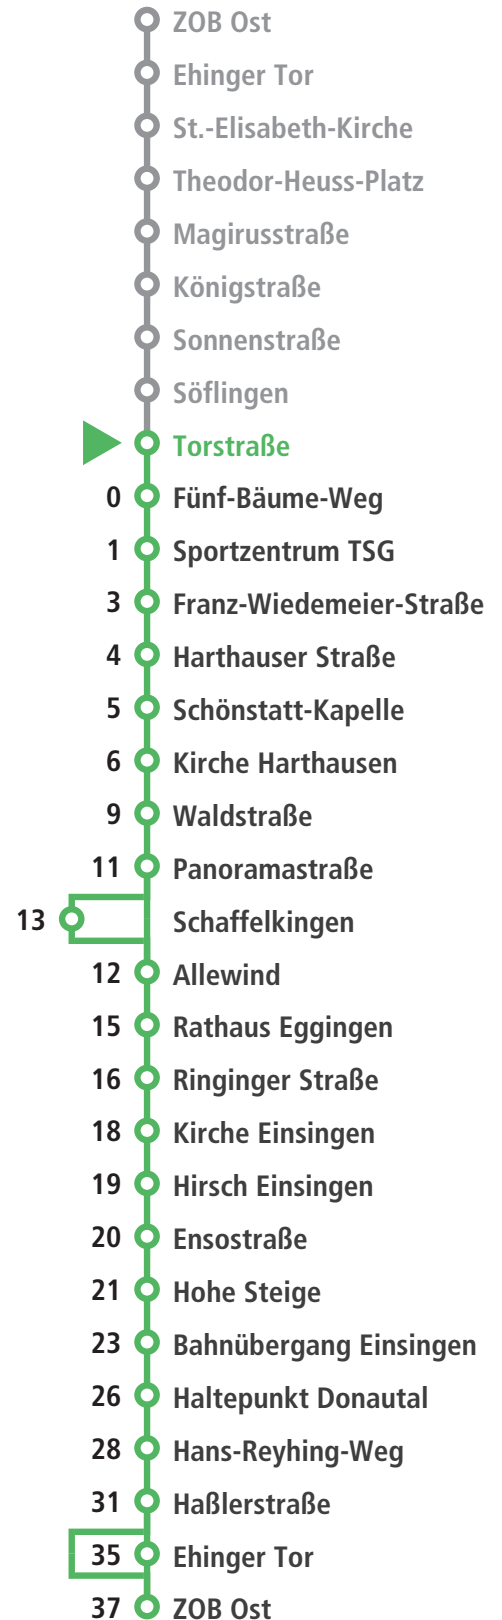 ZOB Ost
Ehinger Tor
St.-Elisabeth-Kirche
Theodor-Heuss-Platz
Magirusstraße
Königstraße
Sonnenstraße
Söflingen
Torstraße
0 Fünf-Bäume-Weg
1 Sportzentrum TSG
3 Franz-Wiedemeier-Straße
4 Harthauser Straße
5 Schönstatt-Kapelle
6 Kirche Harthausen
9 Waldstraße
11 Panoramastraße
13 Schaffelkingen
12 Allewind
15 Rathaus Eggingen
16 Ringinger Straße
18 Kirche Einsingen
19 Hirsch Einsingen
20 Ensostraße
21 Hohe Steige
23 Bahnübergang Einsingen
26 Haltepunkt Donautal
28 Hans-Reyhing-Weg
31 Haßlerstraße
35 Ehinger Tor
37 ZOB Ost